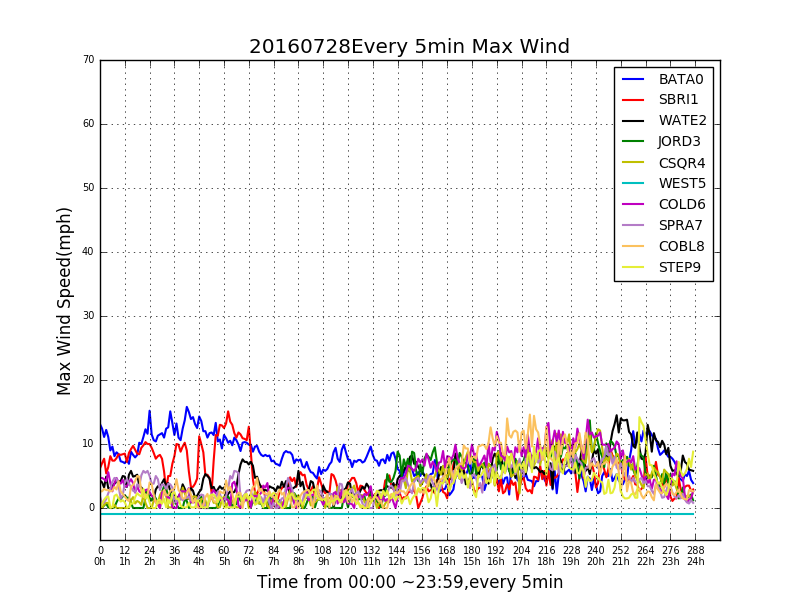 20160728Every 5min Max Wind
70
60
50
40
30
20
10
0
Max Wind Speed(mph)
BATA0
SBRI1
WATE2
JORD3
CSQR4
WEST5
COLD6
SPRA7
COBL8
STEP9
0 12 24 36 48 60 72 84 96 108 120 132 144 156 168 180 192 204 216 228 240 252 264 276 288
0h 1h 2h 3h 4h 5h 6h 7h 8h 9h 10h 11h 12h 13h 14h 15h 16h 17h 18h 19h 20h 21h 22h 23h 24h
Time from 00:00 ~23:59,every 5min